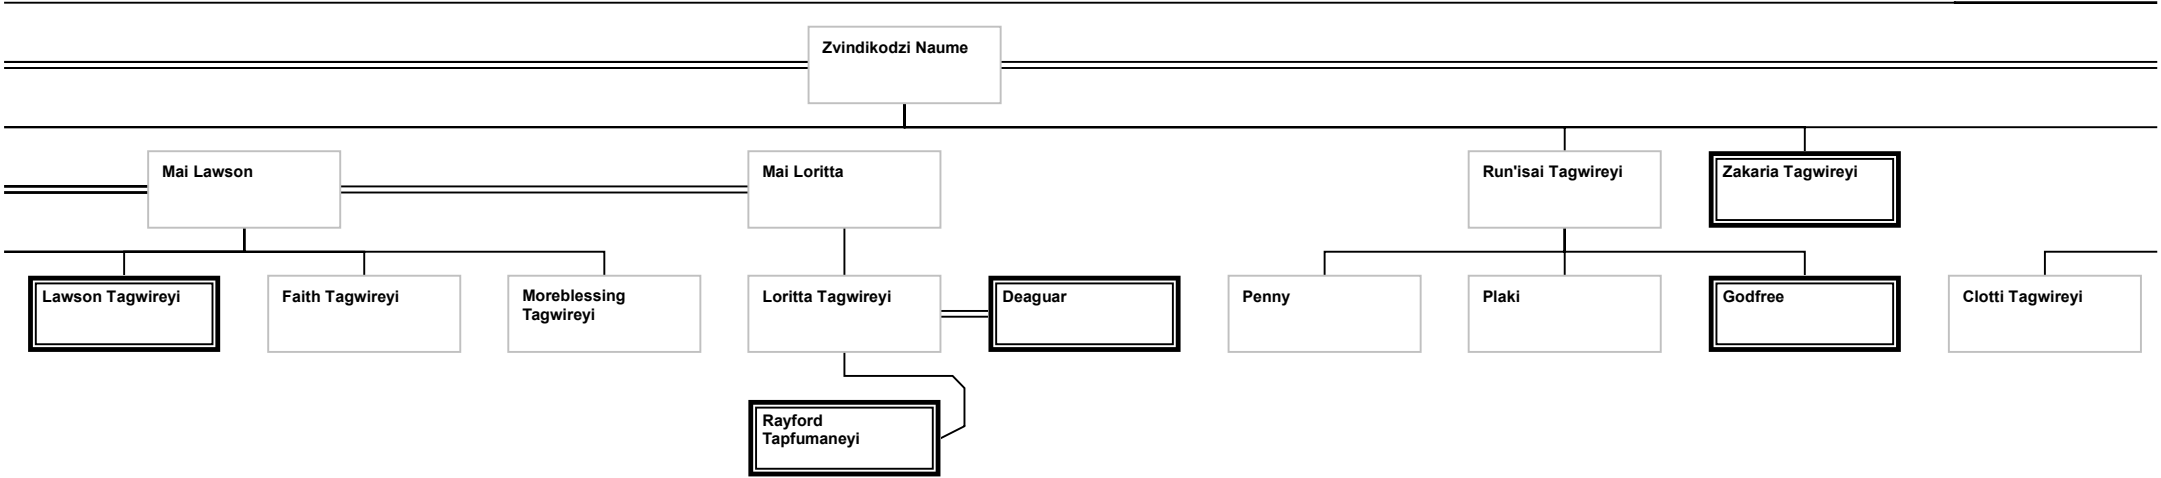 Zvindikodzi Naume
Mai Lawson
Mai Loritta
Run'isai Tagwireyi
Zakaria Tagwireyi
Lawson Tagwireyi
Faith Tagwireyi
Moreblessing
Tagwireyi
Loritta Tagwireyi
Deaguar
Penny
Plaki
Godfree
Clotti Tagwireyi
Rayford
Tapfumaneyi